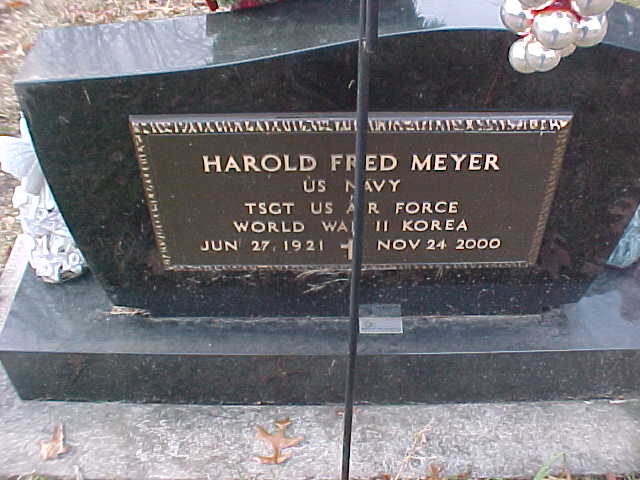 HAROLD FRED MEYER
US NAVY
TSGT US AIR FORCE
WORLD WAR II KOREA
JUN 27, 1921 NOV 24 2000